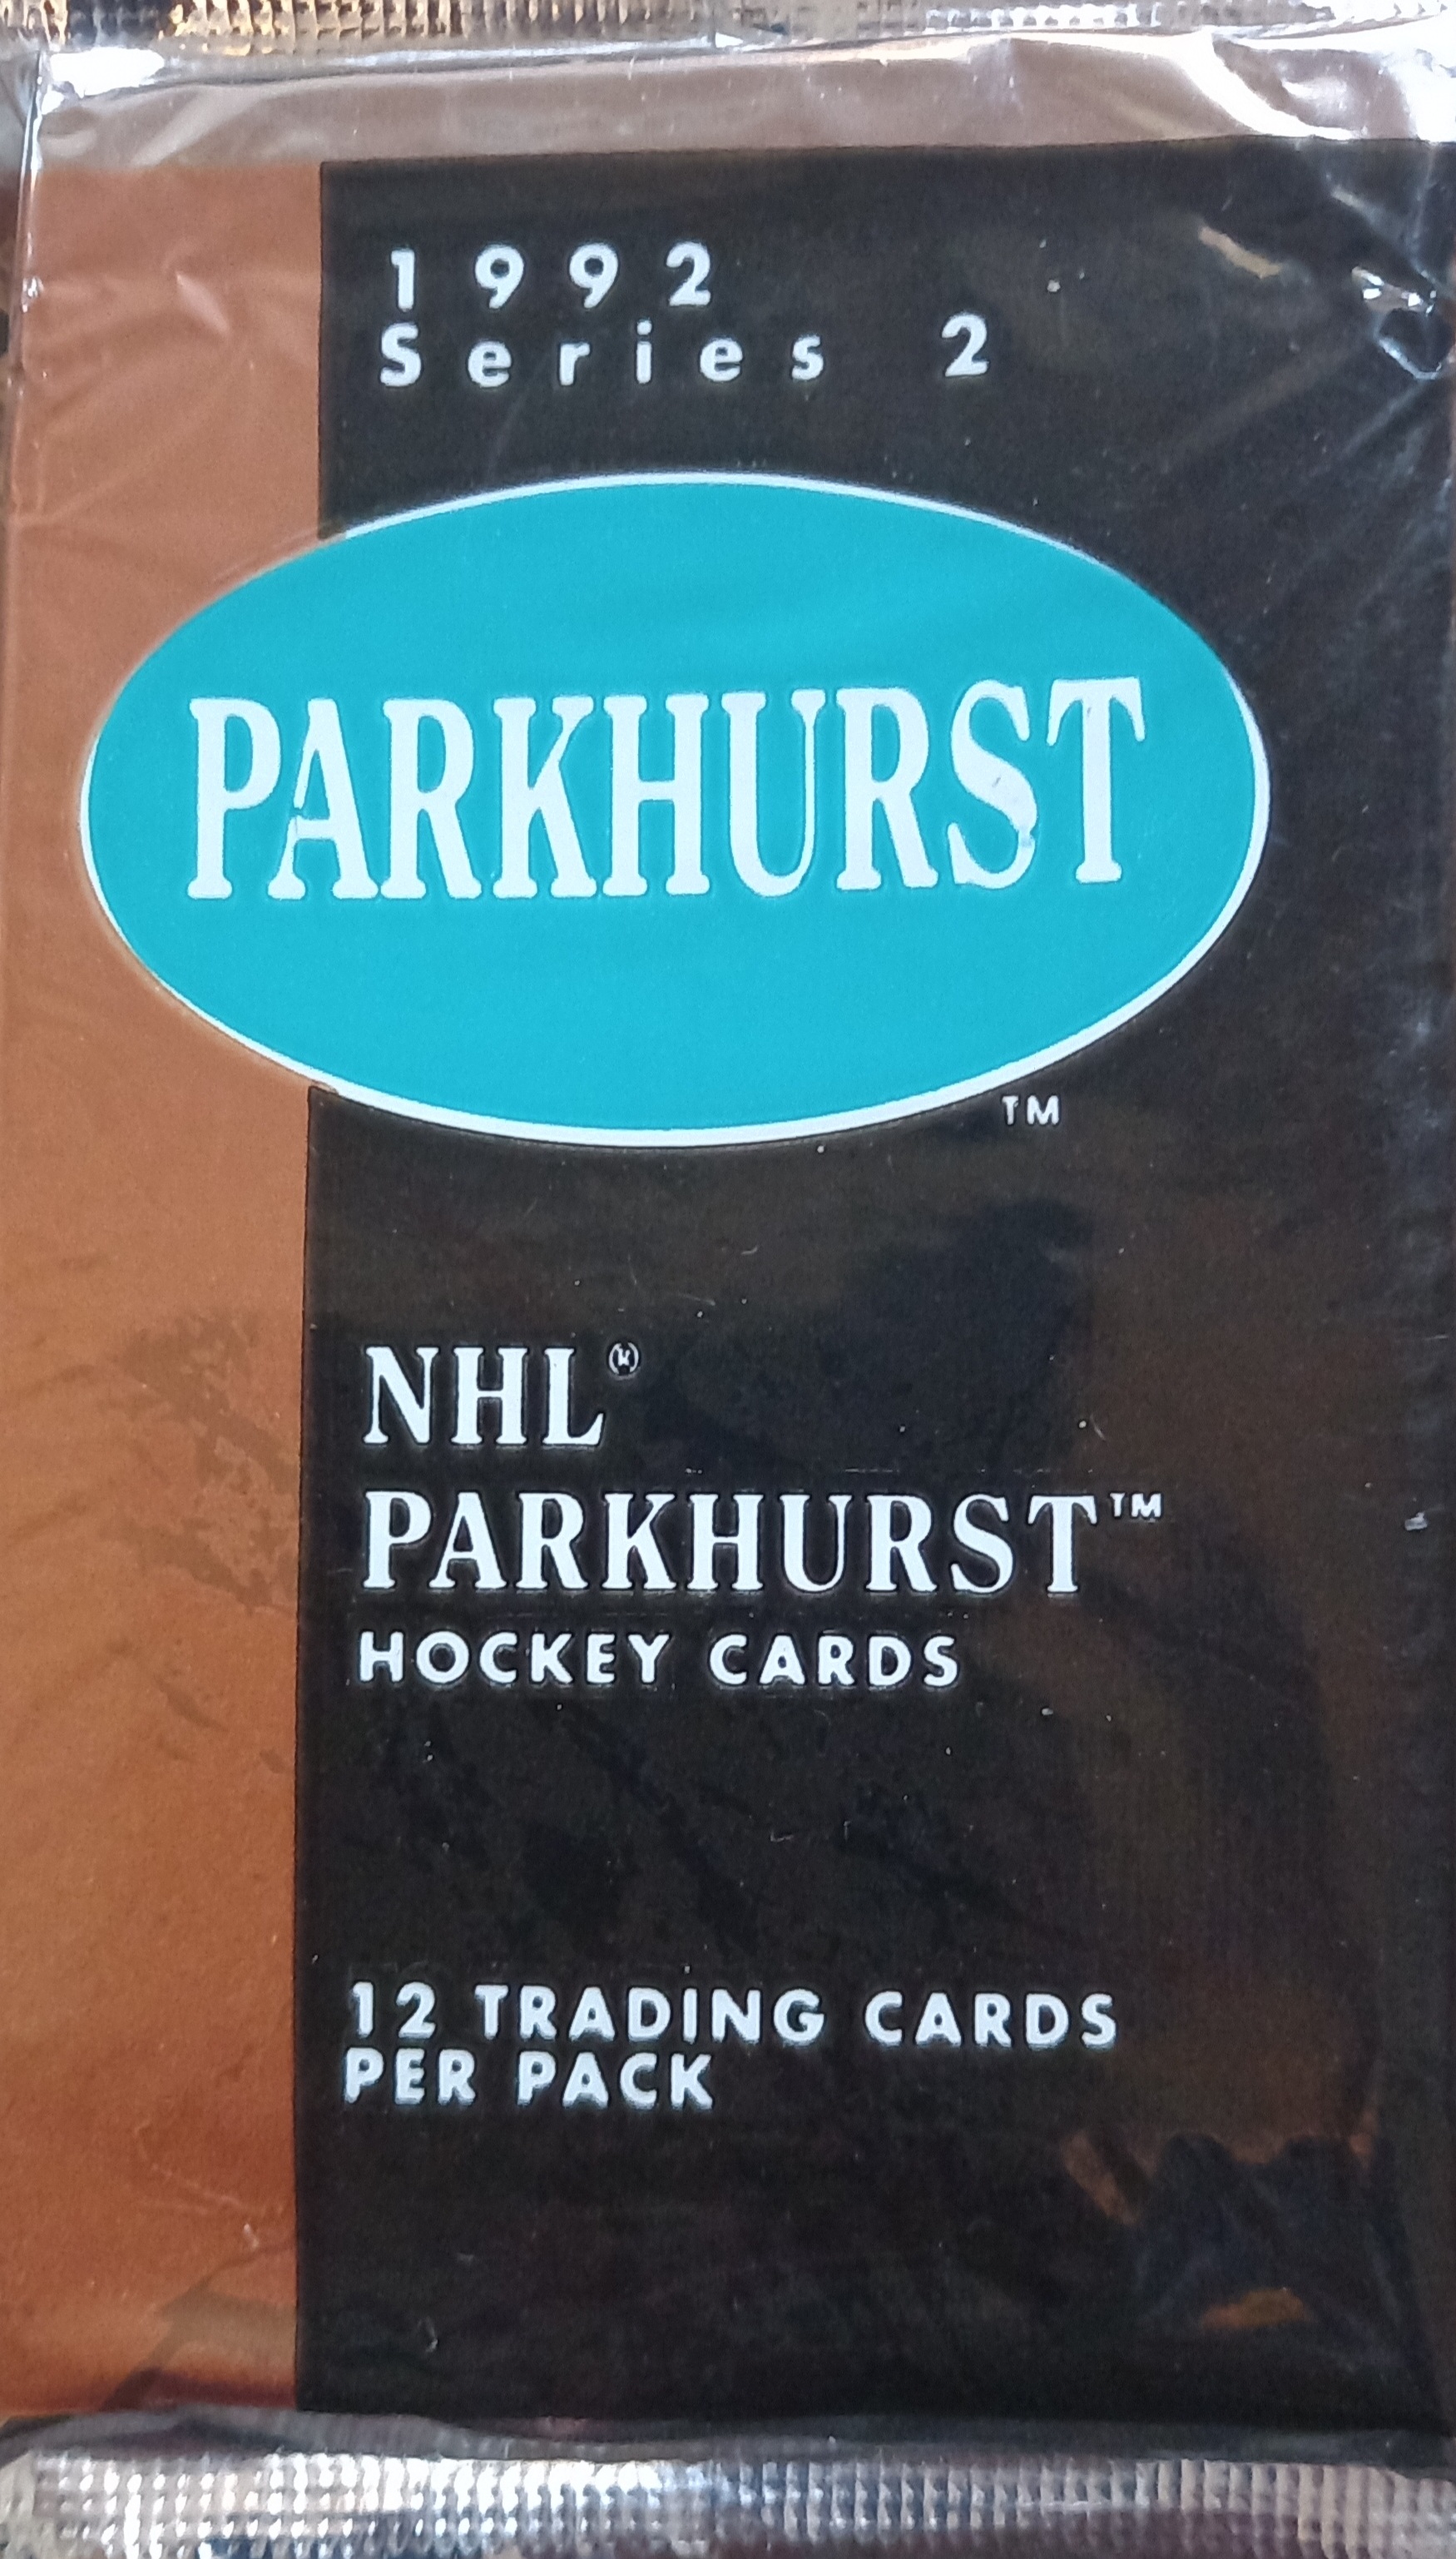 1992
Series 2
PARKHURST
TM
NHL®
PARKHURST™
HOCKEY CARDS
12 TRADING CARDS
PER PACK